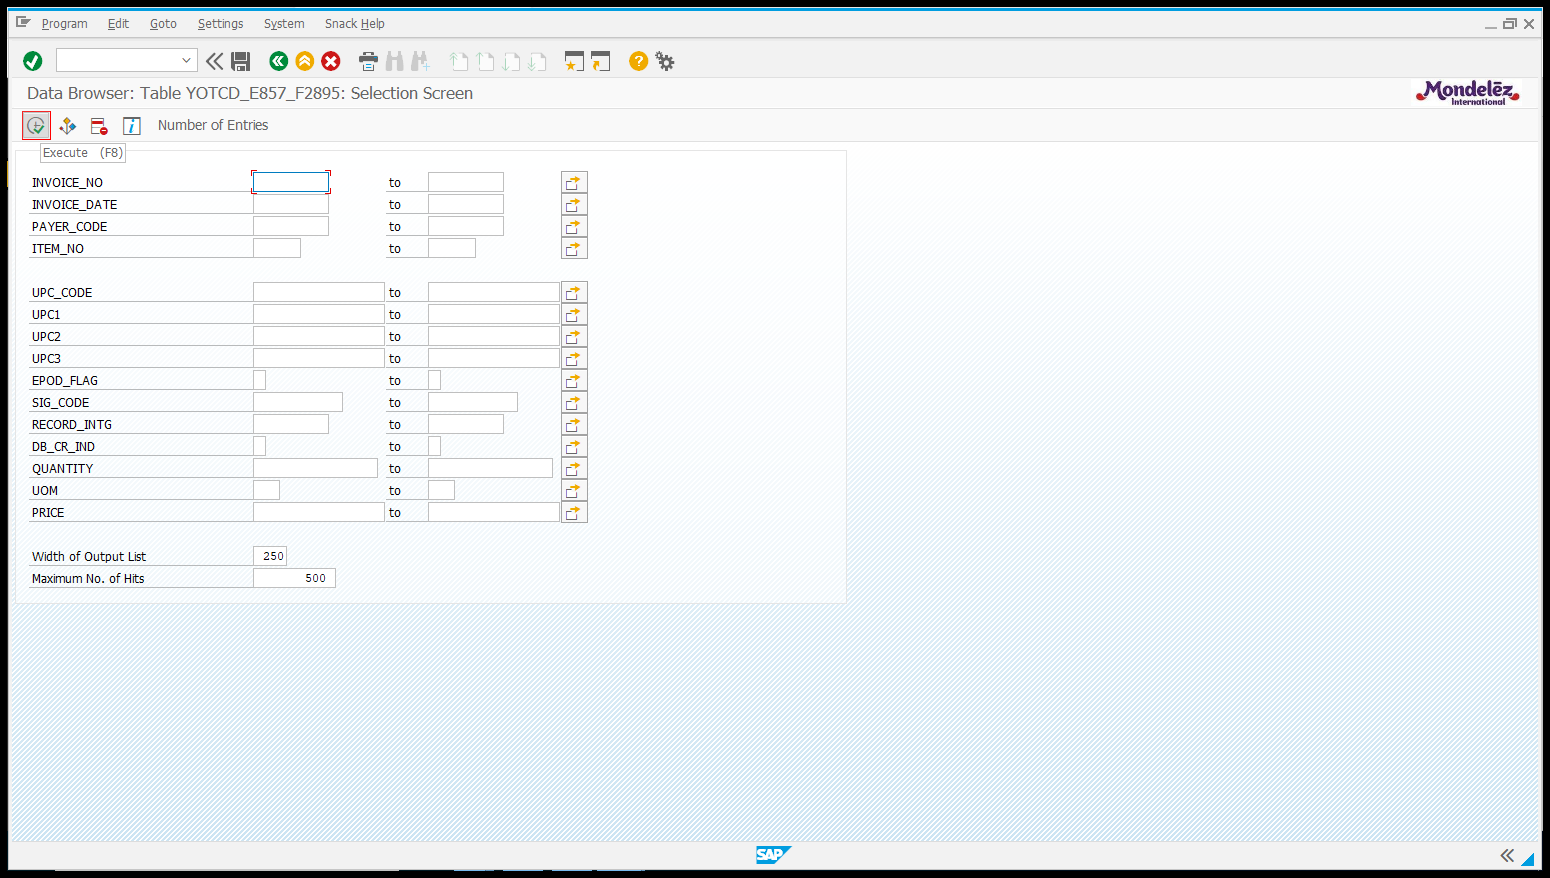 Program Edit Goto Settings System Snack Help
Data Browser: Table YOTCD_E857_F2895: Selection Screen
Mondelēz
International
Number of Entries
Execute (F8)
INVOICE_NO to
INVOICE_DATE to
PAYER_CODE to
ITEM_NO to
UPC_CODE to
UPC1 to
UPC2 to
UPC3 to
EPOD_FLAG to
SIG_CODE to
RECORD_INTG to
DB_CR_IND to
QUANTITY to
UOM to
PRICE to
Width of Output List 250
Maximum No. of Hits 500
SAP